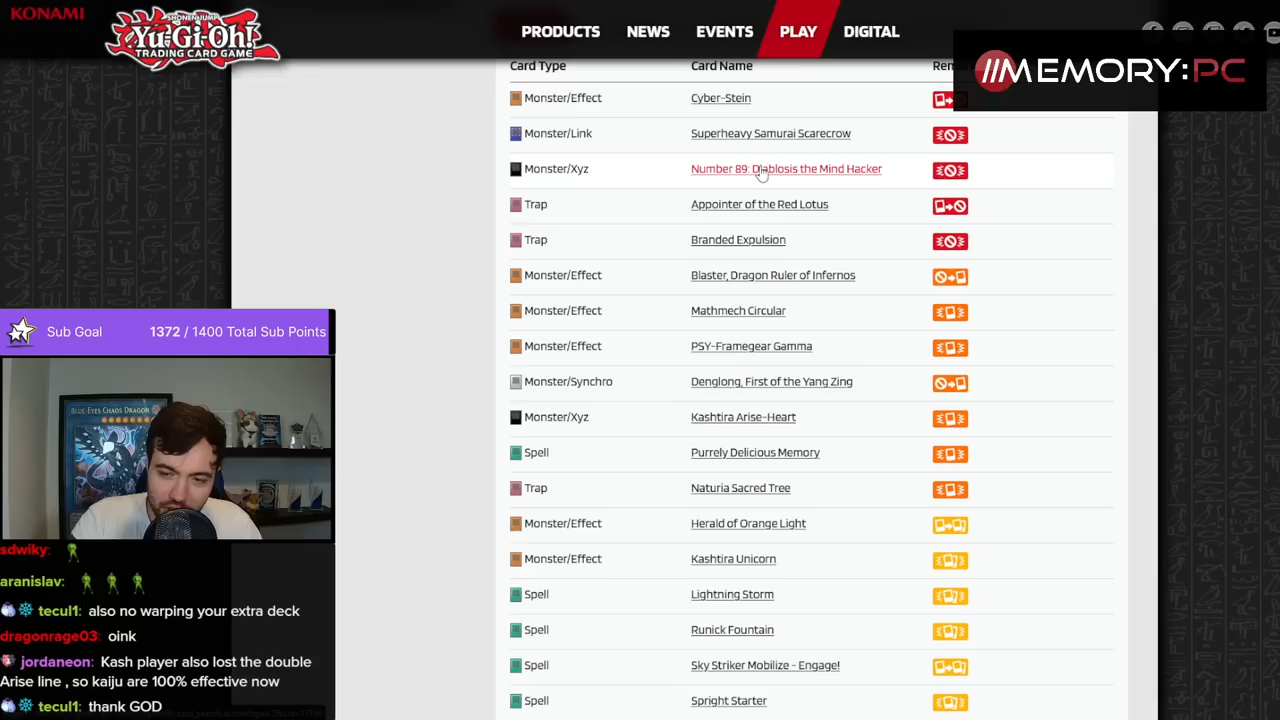 KONAMI
SHONEN JUMP
Yu-Gi-Oh!
TRADING CARD GAME
PRODUCTS NEWS EVENTS PLAY DIGITAL
MEMORY:PC
Card Type Card Name Rem
Monster/Effect Cyber-Stein
Monster/Link Superheavy Samurai Scarecrow
Monster/Xyz Number 89: Diablosis the Mind Hacker
Trap Appointer of the Red Lotus
Trap Branded Expulsion
Monster/Effect Blaster, Dragon Ruler of Infernos
Monster/Effect Mathmech Circular
Monster/Effect PSY-Framegear Gamma
Monster/Synchro Denglong, First of the Yang Zing
Monster/Xyz Kashtira Arise-Heart
Spell Purrely Delicious Memory
Trap Naturia Sacred Tree
Monster/Effect Herald of Orange Light
Monster/Effect Kashtira Unicorn
Spell Lightning Storm
Spell Runick Fountain
Spell Sky Striker Mobilize - Engage!
Spell Spright Starter
Sub Goal 1372 / 1400 Total Sub Points
Blue-Eyes Chaos Dragon
sdwiky:
aranislav:
tecul1: also no warping your extra deck
dragonrage03: oink
jordaneon: Kash player also lost the double
Arise line , so kaiju are 100% effective now
tecul1: thank GOD